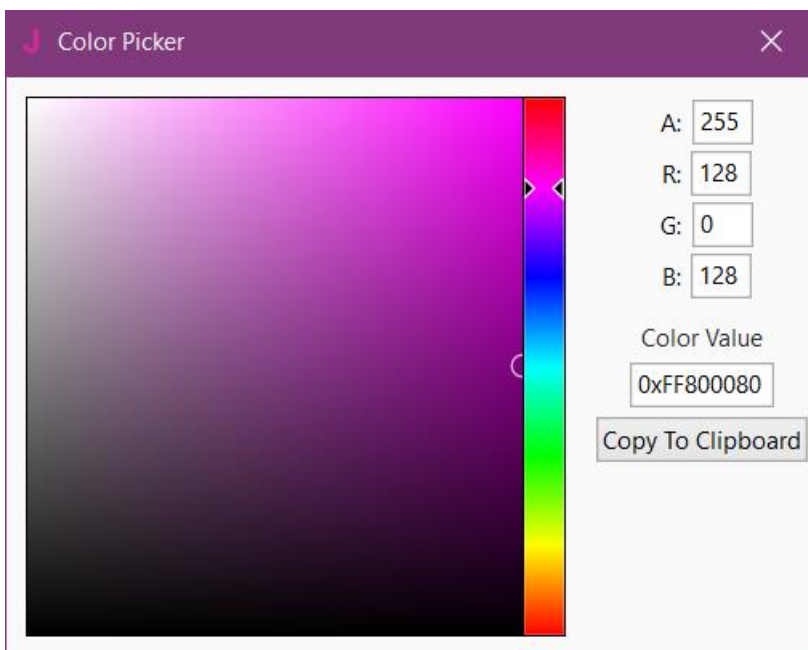 J Color Picker
A: 255
R: 128
G: 0
B: 128
Color Value
0xFF800080
Copy To Clipboard